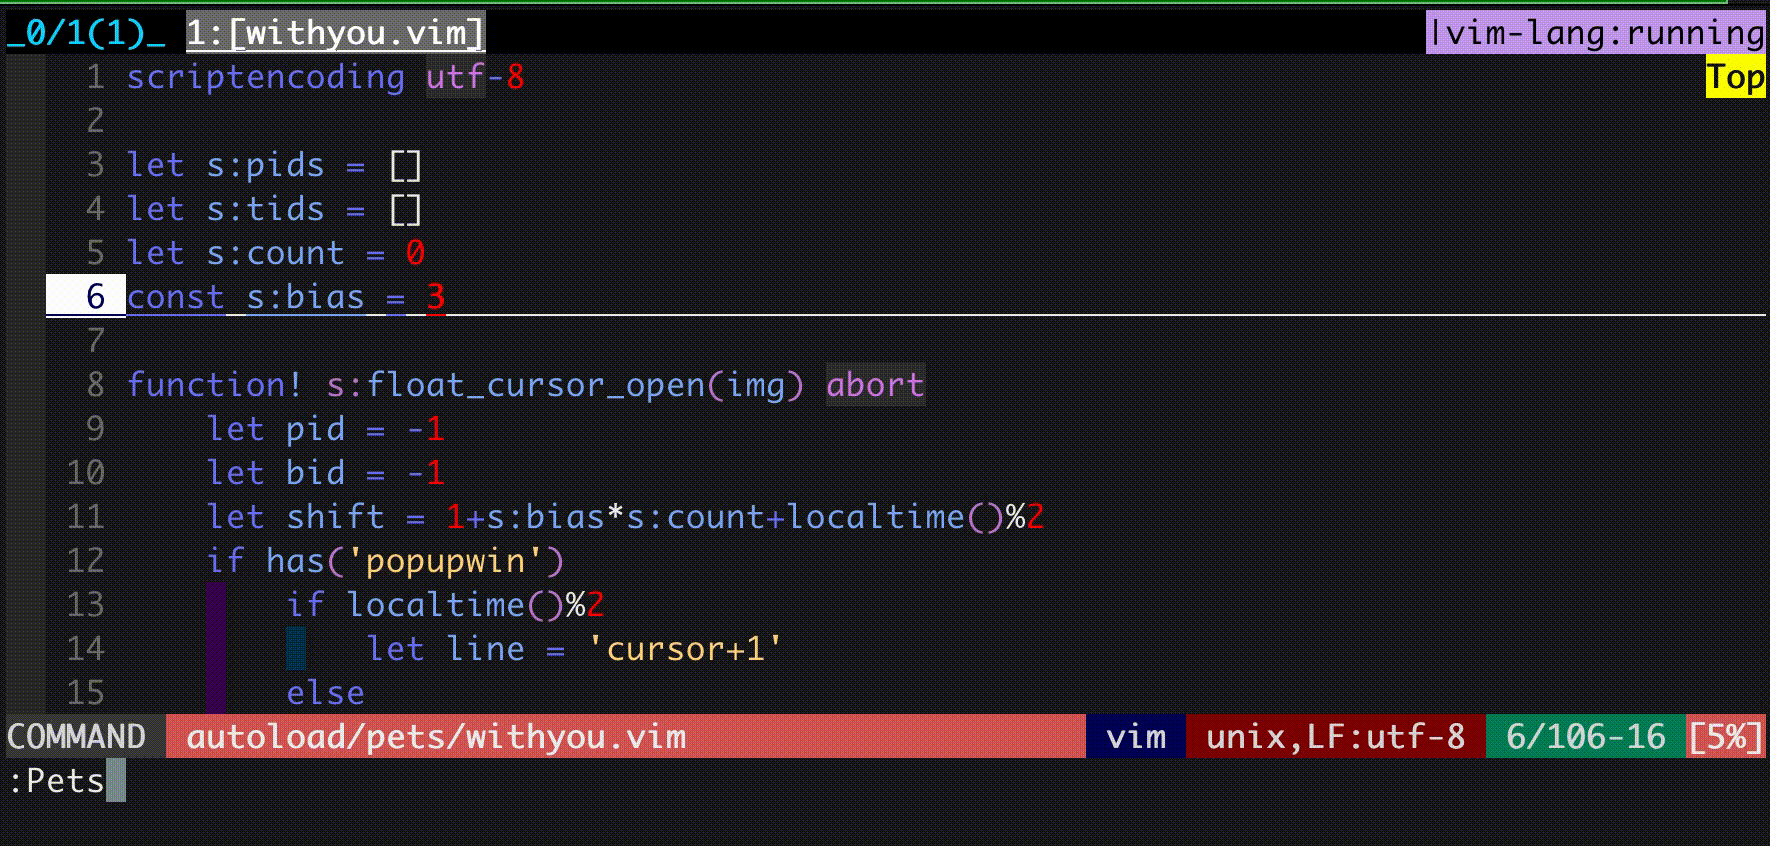 _0/1(1)_ 1:[withyou.vim] |vim-lang:running
1 scriptencoding utf-8 Top
2
3 let s:pids = []
4 let s:tids = []
5 let s:count = 0
6 const s:bias = 3
7
8 function! s:float_cursor_open(img) abort
9 let pid = -1
10 let bid = -1
11 let shift = 1+s:bias*s:count+localtime()%2
12 if has('popupwin')
13 if localtime()%2
14 let line = 'cursor+1'
15 else
COMMAND autoload/pets/withyou.vim vim unix,LF:utf-8 6/106-16 [5%]
:Pets